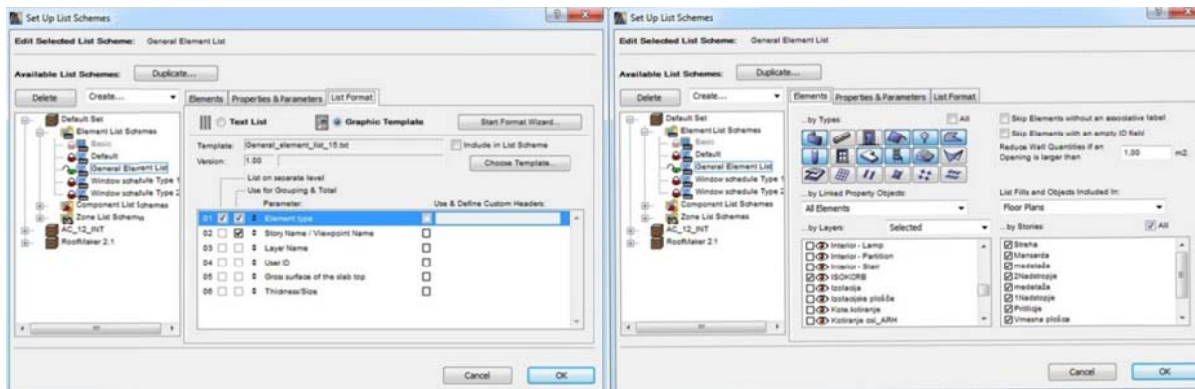 Set Up List Schemes
Edit Selected List Scheme: General Element List
Available List Schemes: Duplicate...
Delete Create...
Elements Properties & Parameters List Format
Default Set
Element List Schemes
Basic
Default
General Element List
Window schedule Type 1
Window schedule Type 2
Component List Schemes
Zone List Schemes
AC_12_INT
RoofMaker 2.1
Text List Graphic Template Start Format Wizard...
Template: General_element_list_15.txt Include in List Scheme
Version: 1.00 Choose Template...
List on separate level
Use for Grouping & Total
Parameter: Use & Define Custom Headers:
01 Element type
02 Story Name / Viewpoint Name
03 Layer Name
04 User ID
05 Gross surface of the slab top
06 Thickness/Size
Cancel OK
Set Up List Schemes
Edit Selected List Scheme: General Element List
Available List Schemes: Duplicate...
Delete Create...
Elements Properties & Parameters List Format
Default Set
Element List Schemes
Basic
Default
General Element List
Window schedule Type 1
Window schedule Type 2
Component List Schemes
Zone List Schemes
AC_12_INT
RoofMaker 2.1
...by Types: All
Skip Elements without an associative label
Skip Elements with an empty ID field
Reduce Wall Quantities if an
Opening is larger than 1,00 m2.
...by Linked Property Objects:
All Elements
List Fills and Objects Included In:
Floor Plans
...by Layers: Selected
Interior - Lamp
Interior - Partition
Interior - Stair
ISOKORB
Izolacija
Izolacijske plošče
Kote.kotiranje
Kotiranje osi_ARH
...by Stories: All
Streha
Mansarda
medetaža
2Nadstropje
medetaža
1Nadstropje
Pritličje
Vmesna plošča
Cancel OK